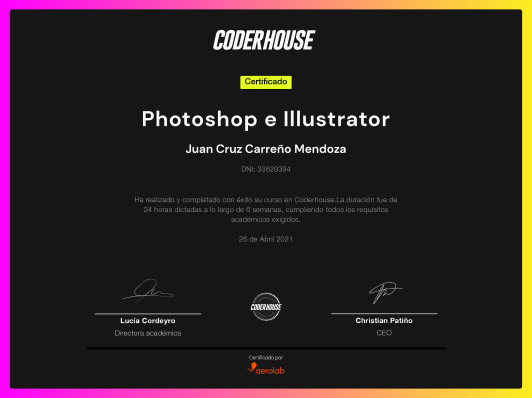 CODERHOUSE
Certificado
Photoshop e Illustrator
Juan Cruz Carreño Mendoza
DNI: 33629394
Ha realizado y completado con éxito su curso en Coderhouse.La duración fue de
24 horas dictadas a lo largo de 6 semanas, cumpliendo todos los requisitos
académicos exigidos.
26 de Abril 2021
CODERHOUSE
Lucía Cordeyro
Christian Patiño
Directora académica
CEO
Certificado por
aerolab